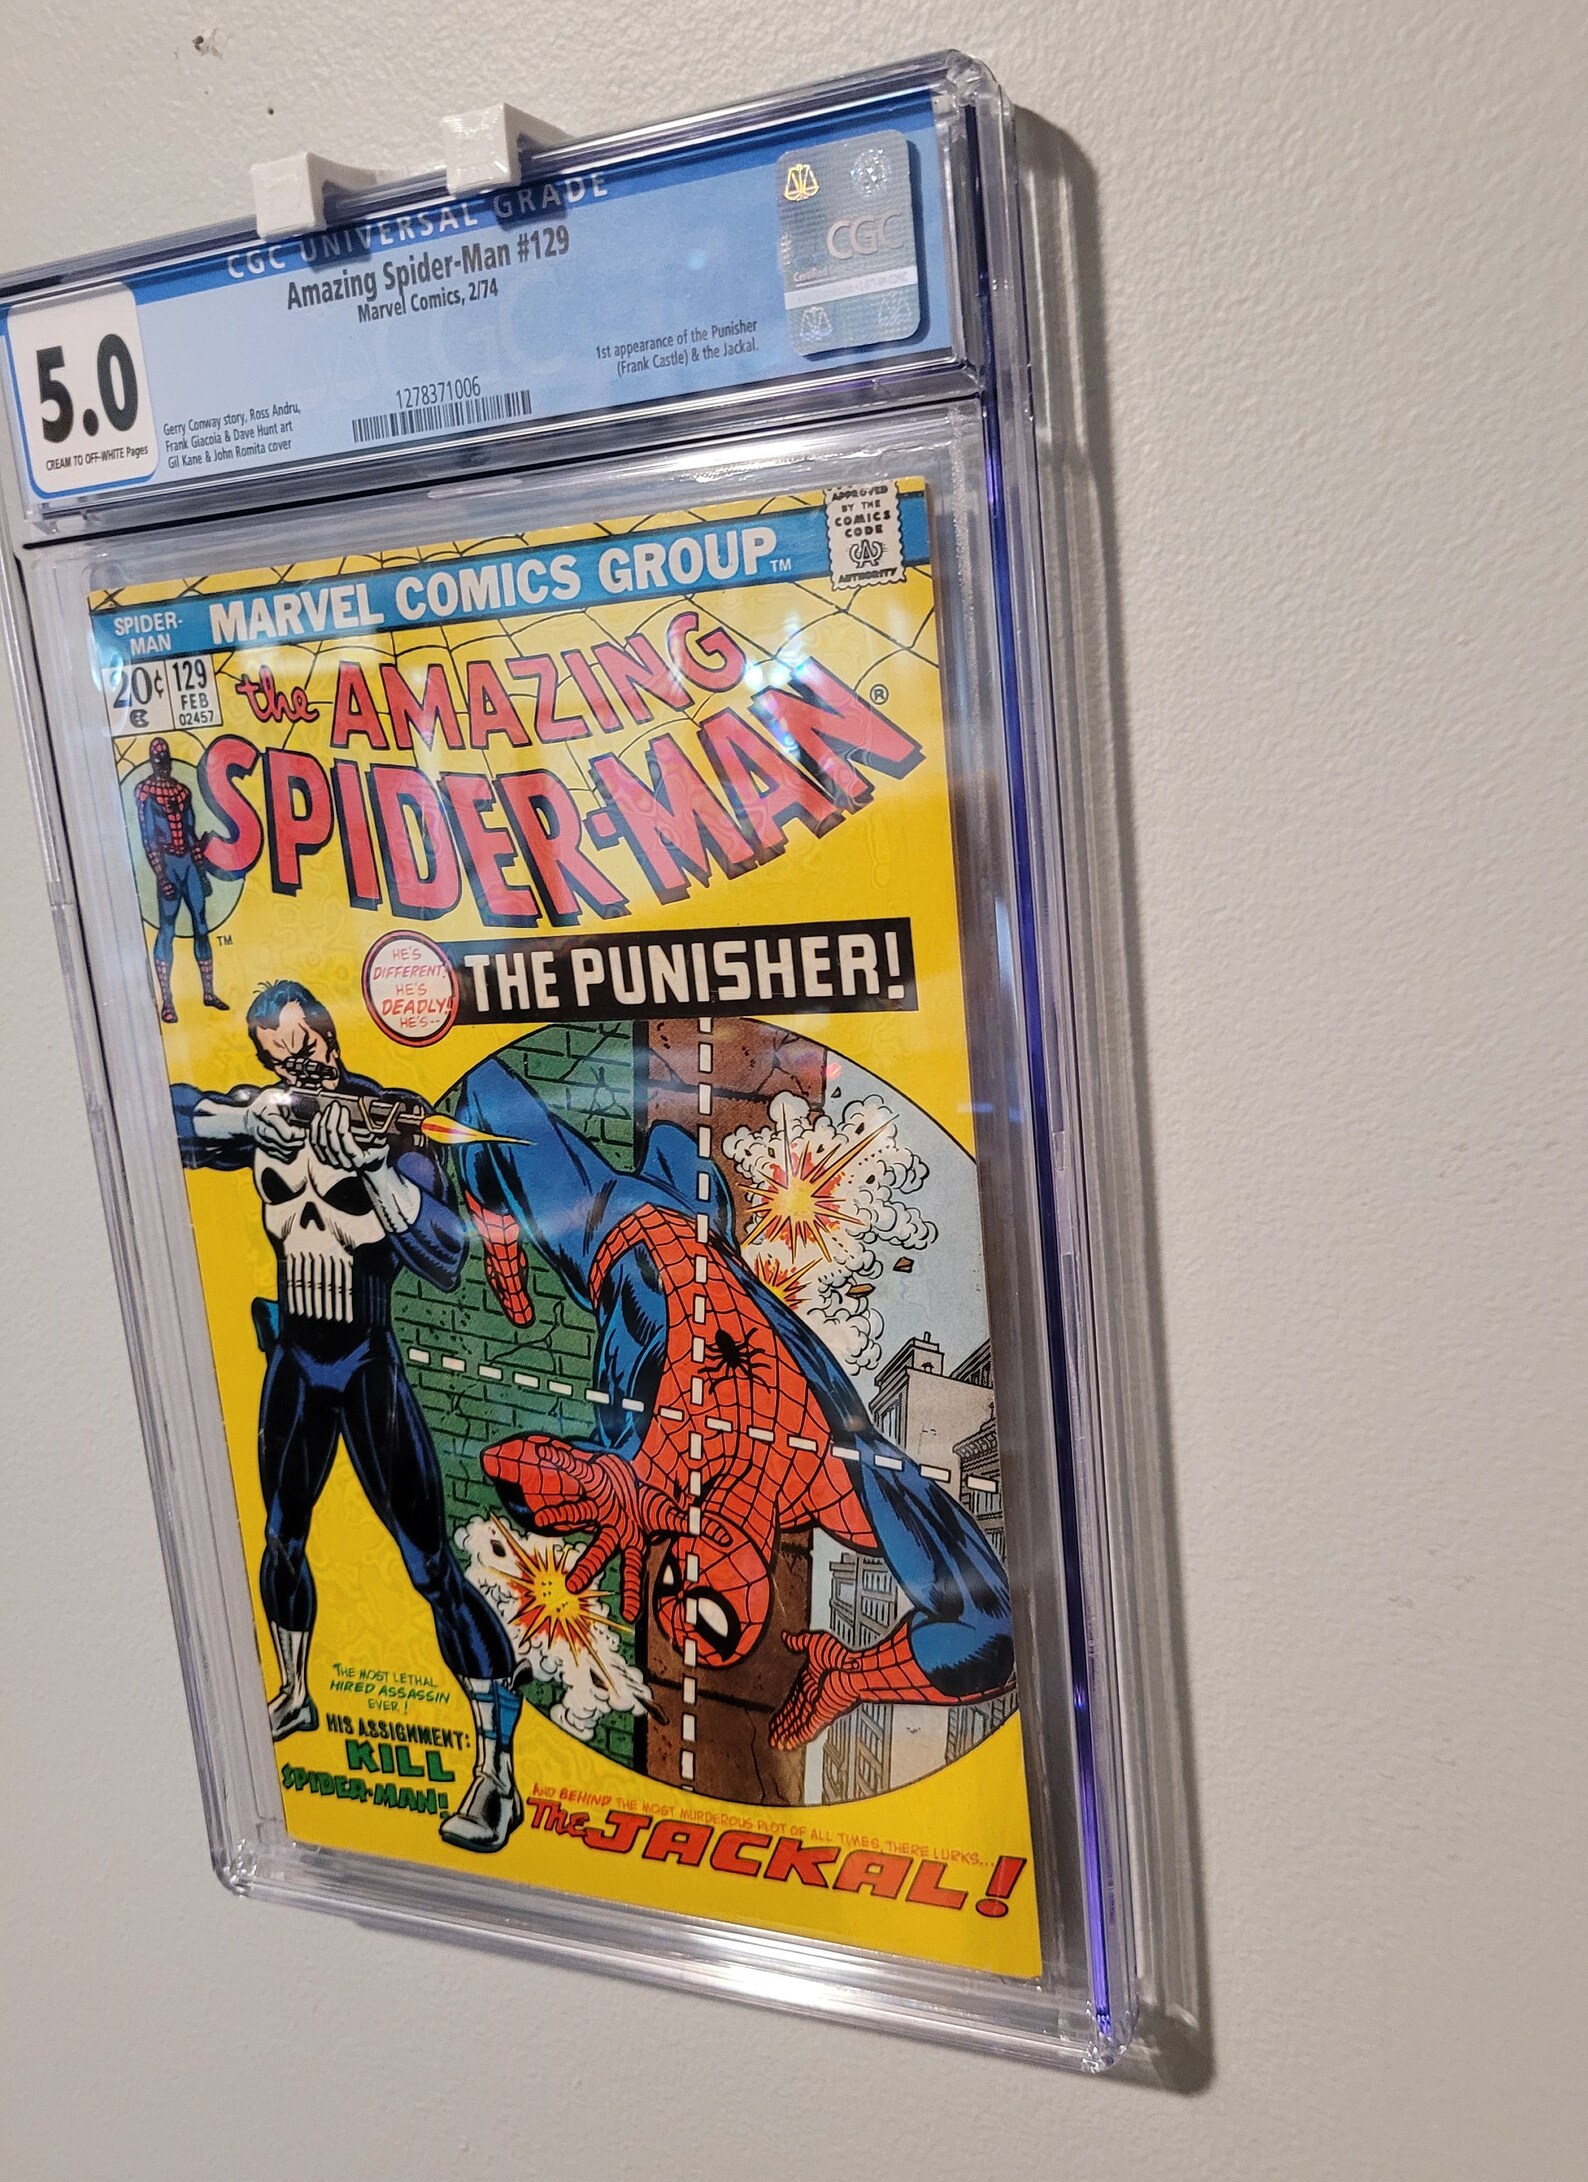 CGC UNIVERSAL GRADE
Amazing Spider-Man #129
Marvel Comics, 2/74
CGC
5.0
CREAM TO OFF-WHITE Pages
Gerry Conway story, Ross Andru,
Frank Giacoia & Dave Hunt art
Gil Kane & John Romita cover
1278371006
1st appearance of the Punisher
(Frank Castle) & the Jackal.
APPROVED
BY THE
COMICS
CODE
CA
AUTHORITY
SPIDER-
MAN
MARVEL COMICS GROUP TM
20¢
129
FEB
02457
the AMAZING
SPIDER-MAN ®
TM
HE'S
DIFFERENT!
HE'S
DEADLY!
HE'S--
THE PUNISHER!
THE MOST LETHAL
HIRED ASSASSIN
EVER!
HIS ASSIGNMENT:
KILL
SPIDER-MAN!
AND BEHIND THE MOST MURDEROUS PLOT OF ALL TIMES, THERE LURKS...
THE JACKAL!